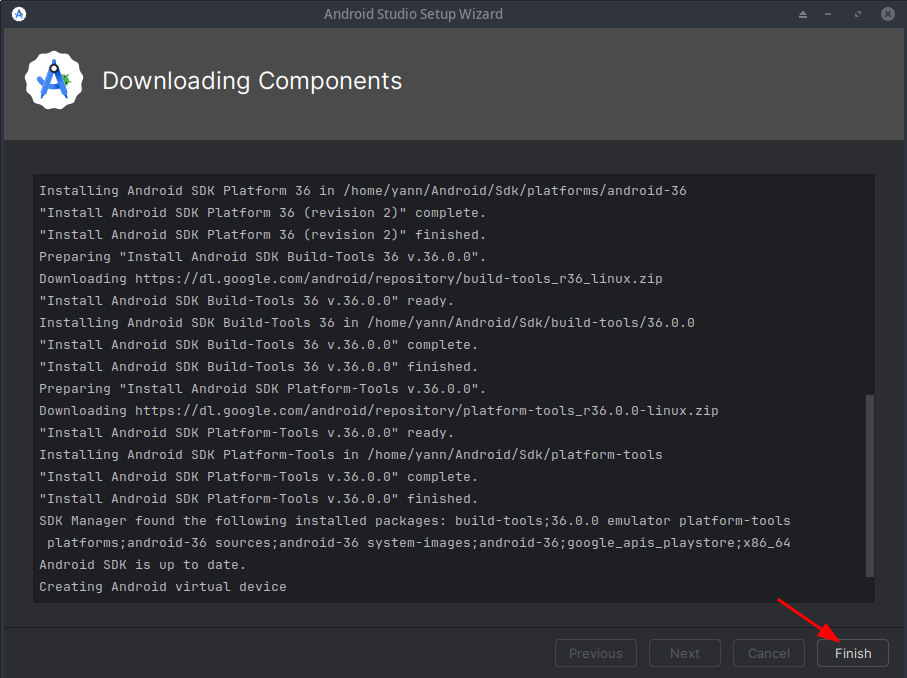 Android Studio Setup Wizard
Downloading Components
Installing Android SDK Platform 36 in /home/yann/Android/Sdk/platforms/android-36
"Install Android SDK Platform 36 (revision 2)" complete.
"Install Android SDK Platform 36 (revision 2)" finished.
Preparing "Install Android SDK Build-Tools 36 v.36.0.0".
Downloading https://dl.google.com/android/repository/build-tools_r36_linux.zip
"Install Android SDK Build-Tools 36 v.36.0.0" ready.
Installing Android SDK Build-Tools 36 in /home/yann/Android/Sdk/build-tools/36.0.0
"Install Android SDK Build-Tools 36 v.36.0.0" complete.
"Install Android SDK Build-Tools 36 v.36.0.0" finished.
Preparing "Install Android SDK Platform-Tools v.36.0.0".
Downloading https://dl.google.com/android/repository/platform-tools_r36.0.0-linux.zip
"Install Android SDK Platform-Tools v.36.0.0" ready.
Installing Android SDK Platform-Tools in /home/yann/Android/Sdk/platform-tools
"Install Android SDK Platform-Tools v.36.0.0" complete.
"Install Android SDK Platform-Tools v.36.0.0" finished.
SDK Manager found the following installed packages: build-tools;36.0.0 emulator platform-tools
platforms;android-36 sources;android-36 system-images;android-36;google_apis_playstore;x86_64
Android SDK is up to date.
Creating Android virtual device
Previous
Next
Cancel
Finish